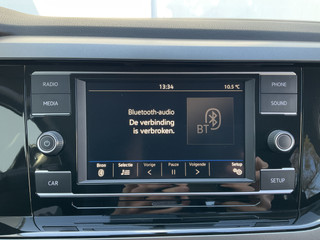 RADIO
MEDIA
CAR
13:34
10.5 °C
Bluetooth-audio
De verbinding
is verbroken.
BT
Bron
Selectie
Vorige
Pauze
Volgende
Setup
PHONE
SOUND
SETUP